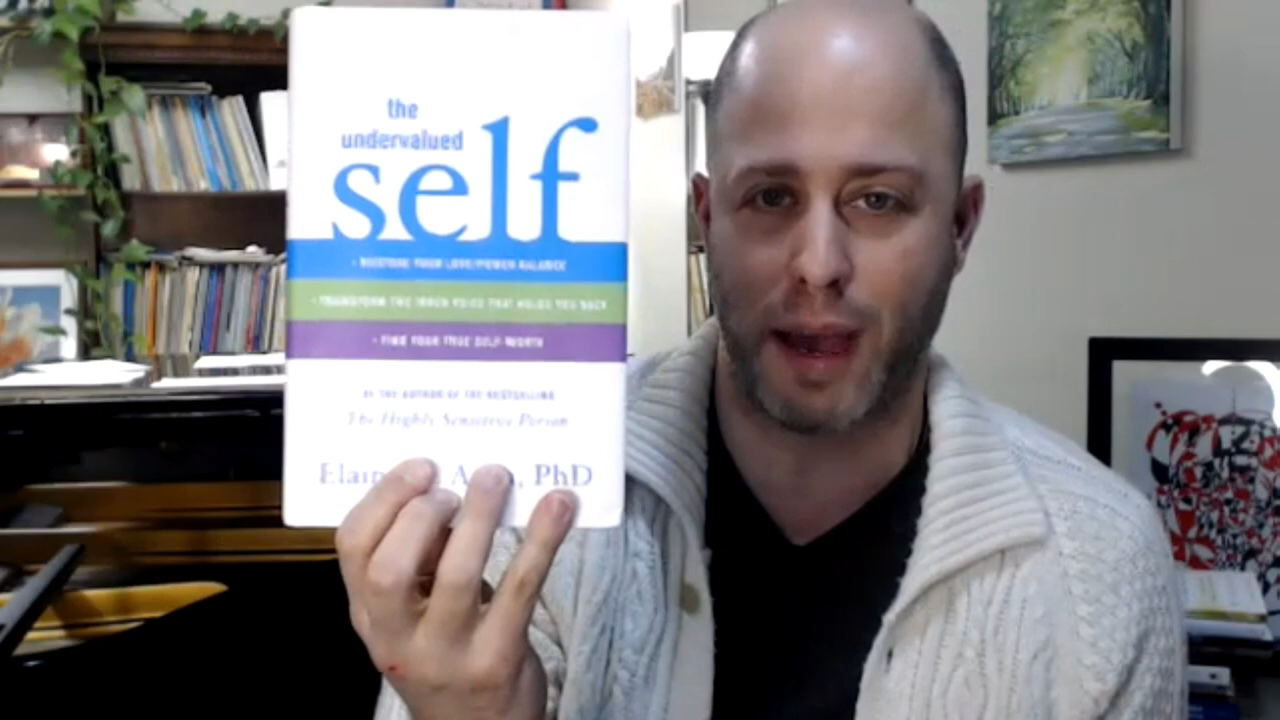 the
undervalued
self
• RESTORE YOUR LOVE/POWER BALANCE
• TRANSFORM THE INNER VOICE THAT HOLDS YOU BACK
• FIND YOUR TRUE SELF-WORTH
BY THE AUTHOR OF THE BESTSELLING
The Highly Sensitive Person
PhD